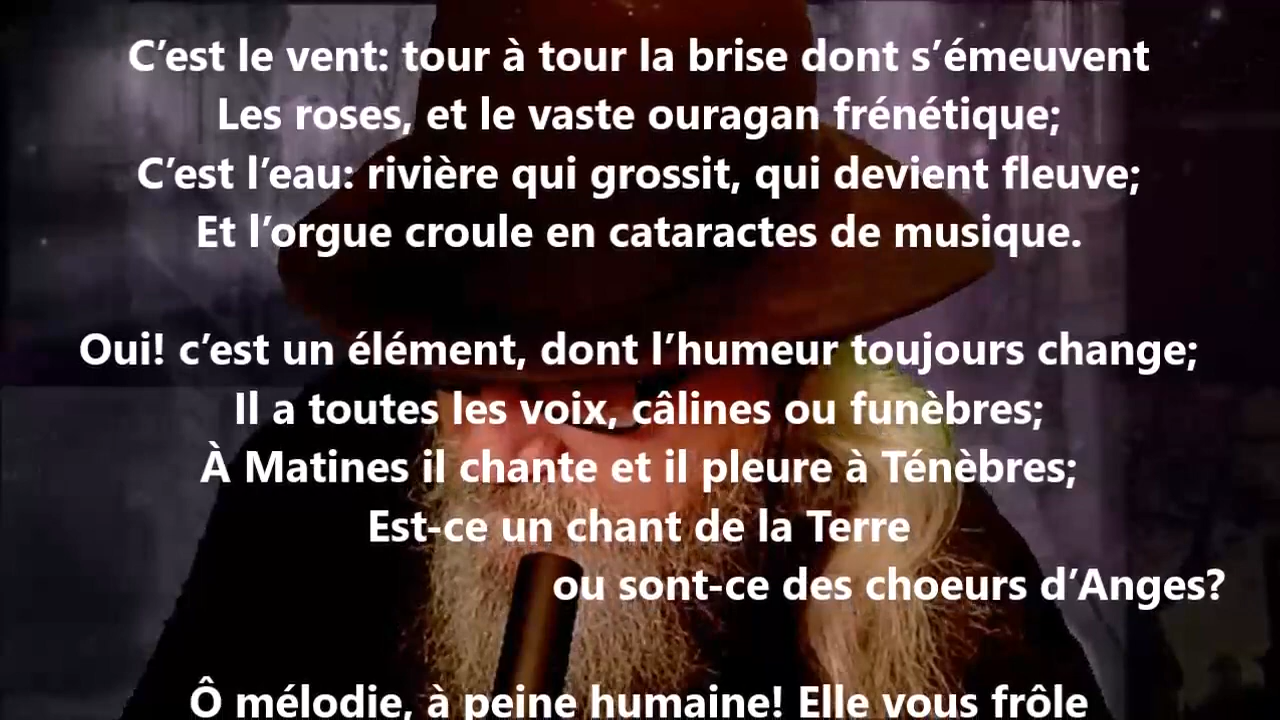 C’est le vent: tour à tour la brise dont s’émeuvent
Les roses, et le vaste ouragan frénétique;
C’est l’eau: rivière qui grossit, qui devient fleuve;
Et l’orgue croule en cataractes de musique.
Oui! c’est un élément, dont l’humeur toujours change;
Il a toutes les voix, câlines ou funèbres;
À Matines il chante et il pleure à Ténèbres;
Est-ce un chant de la Terre
ou sont-ce des choeurs d’Anges?
Ô mélodie, à peine humaine! Elle vous frôle